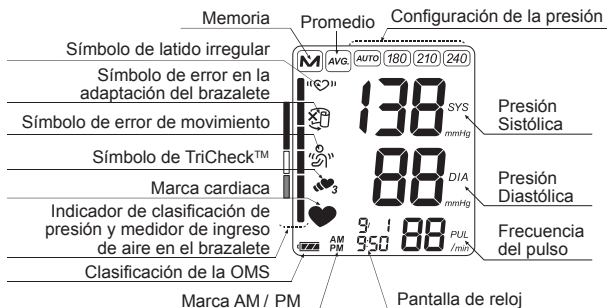 Memoria
Promedio
Configuración de la presión
Símbolo de latido irregular
Símbolo de error en la
adaptación del brazalete
Símbolo de error de movimiento
Símbolo de TriCheck™
Marca cardiaca
Indicador de clasificación de
presión y medidor de ingreso
de aire en el brazalete
Clasificación de la OMS
Marca AM / PM
M AVG. AUTO 180 210 240
138 SYS
mmHg
3
88 DIA
mmHg
9/ 1
AM
PM 9:50 88 PUL
/min
Presión
Sistólica
Presión
Diastólica
Frecuencia
del pulso
Pantalla de reloj